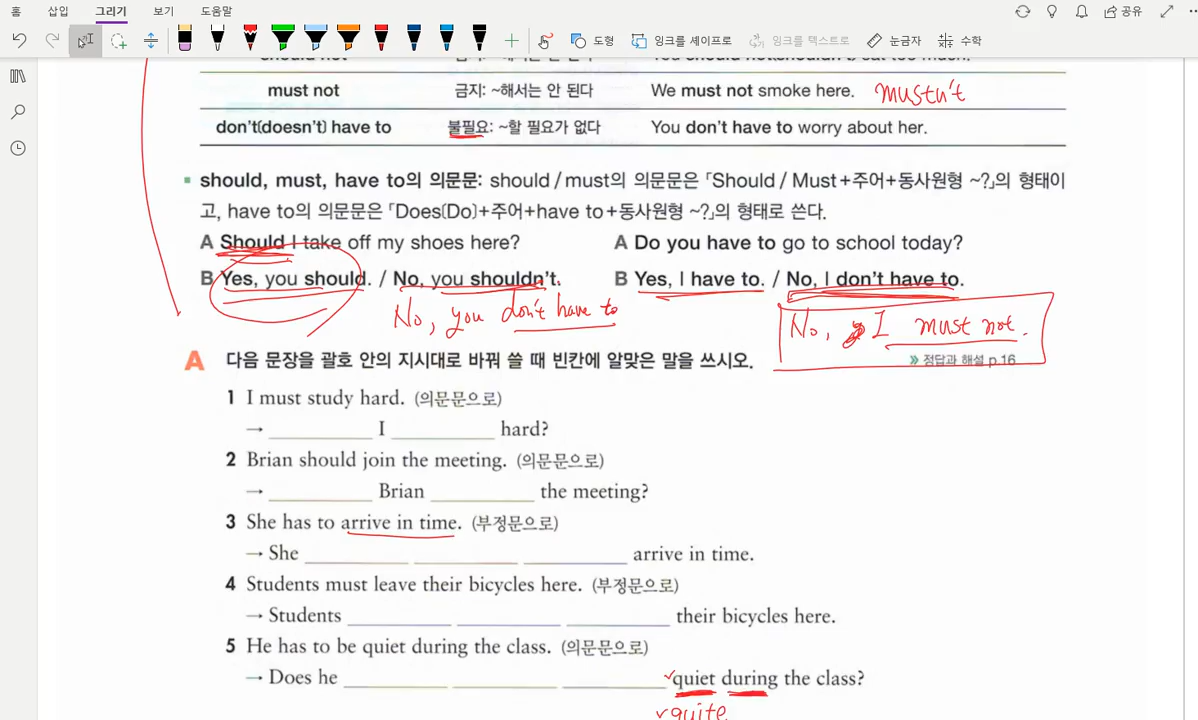 홈 삽입 그리기 보기 도움말 공유
도형 잉크를 셰이프로 잉크를 텍스트로 눈금자 수학
must not 금지: ~해서는 안 된다 We must not smoke here. mustn't
don't(doesn't) have to 불필요: ~할 필요가 없다 You don't have to worry about her.
▪ should, must, have to의 의문문: should / must의 의문문은 「Should / Must+주어+동사원형 ~?」의 형태이
고, have to의 의문문은 「Does(Do)+주어+have to+동사원형 ~?」의 형태로 쓴다.
A Should I take off my shoes here? A Do you have to go to school today?
B Yes, you should. / No, you shouldn't. B Yes, I have to. / No, I don't have to.
No, you don't have to No, I must not.
A 다음 문장을 괄호 안의 지시대로 바꿔 쓸 때 빈칸에 알맞은 말을 쓰시오. » 정답과 해설 p.16
1 I must study hard. (의문문으로)
→ ________ I ________ hard?
2 Brian should join the meeting. (의문문으로)
→ ________ Brian ________ the meeting?
3 She has to arrive in time. (부정문으로)
→ She ________ ________ ________ arrive in time.
4 Students must leave their bicycles here. (부정문으로)
→ Students ________ ________ ________ their bicycles here.
5 He has to be quiet during the class. (의문문으로)
→ Does he ________ ________ ________ quiet during the class?
quite